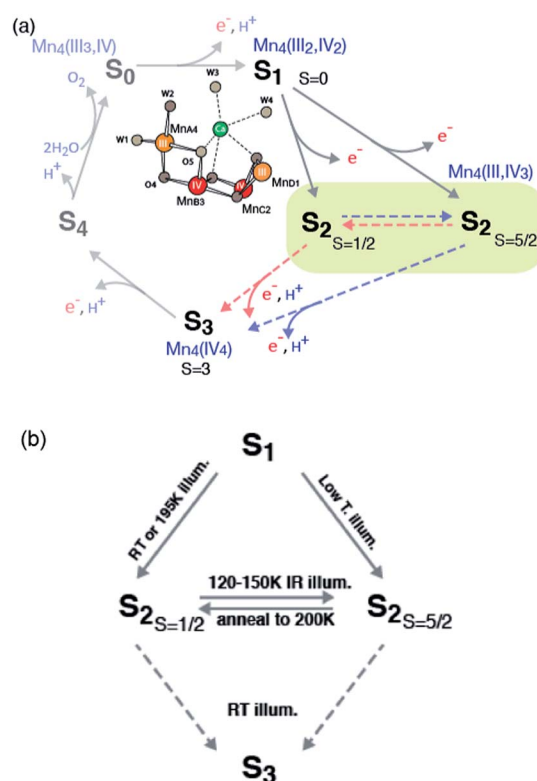 (a)
Mn4(III3,IV)
e-, H+
Mn4(III2,IV2)
S0
S1 S=0
O2
W3
W2
W4
Ca
e-
e-
2H2O
W1
MnA4
III
O5
H+
O4
IV
IV
III
MnD1
MnB3
MnC2
Mn4(III,IV3)
S4
S2 S=1/2
S2 S=5/2
e-, H+
e-, H+
S3
Mn4(IV4)
S=3
e-, H+
(b)
S1
RT or 195K illum.
Low T. illum.
120-150K IR illum.
S2 S=1/2
S2 S=5/2
anneal to 200K
RT illum.
S3